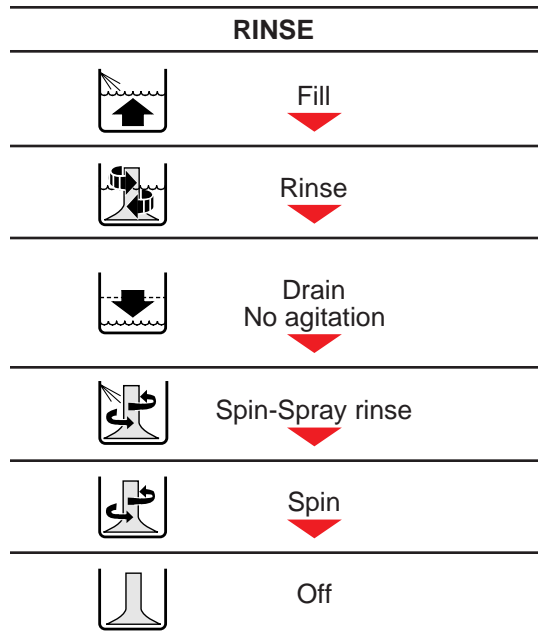 RINSE
Fill
Rinse
Drain
No agitation
Spin-Spray rinse
Spin
Off